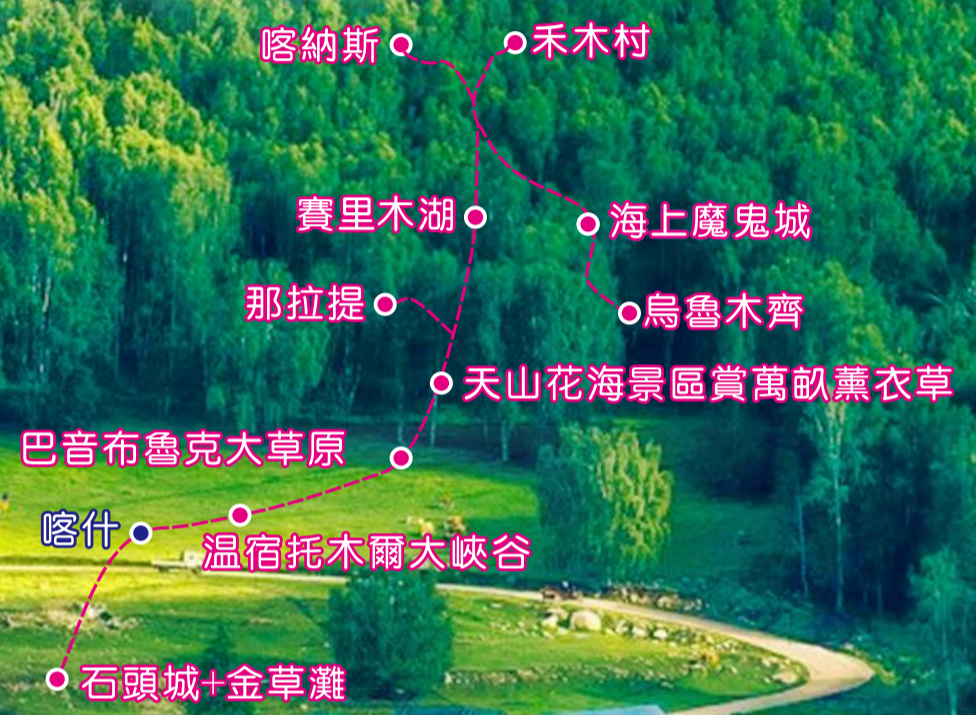 喀納斯
禾木村
賽里木湖
海上魔鬼城
那拉提
烏魯木齊
天山花海景區賞萬畝薰衣草
巴音布魯克大草原
喀什
温宿托木爾大峽谷
石頭城+金草灘